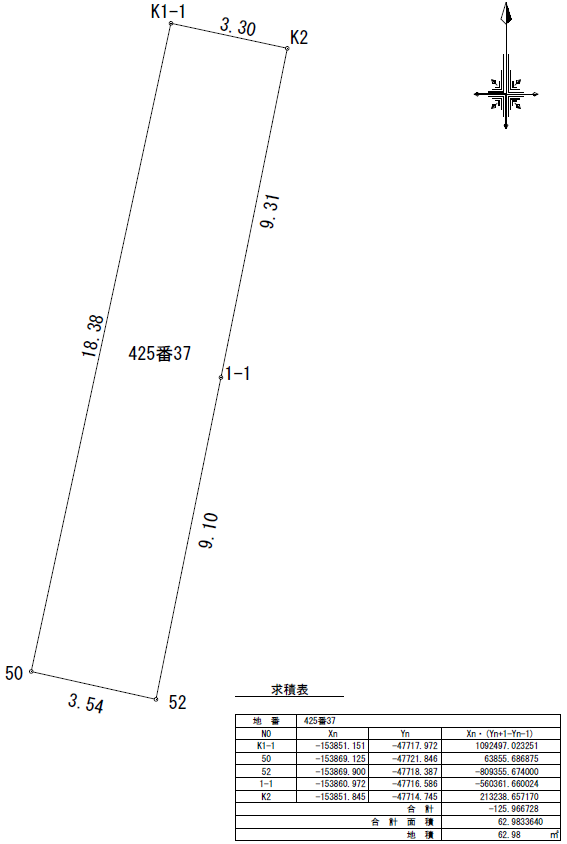 K1-1
3.30
K2
9.31
18.38
425番37
1-1
9.10
50
3.54
52
求積表
地 番 425番37
NO Xn Yn Xn・(Yn+1-Yn-1)
K1-1 -153851.151 -47717.972 1092497.023251
50 -153869.125 -47721.846 63855.686875
52 -153869.900 -47718.387 -809355.674000
1-1 -153860.972 -47716.586 -560361.660024
K2 -153851.845 -47714.745 213238.657170
合 計 -125.966728
合 計 面 積 62.9833640
地 積 62.98 ㎡